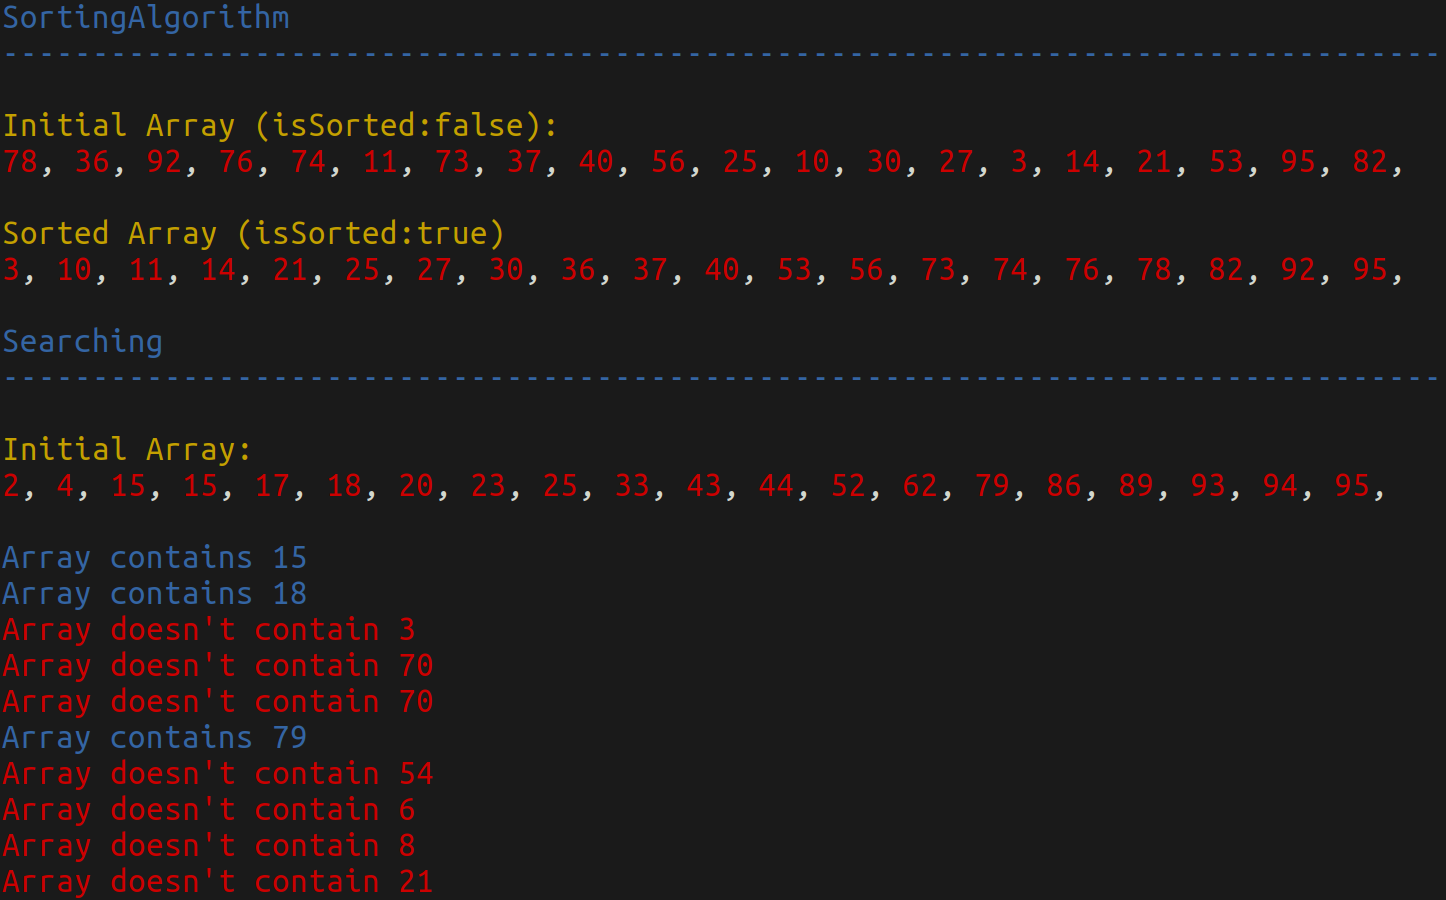 SortingAlgorithm
--------------------------------------------------------------------------------
Initial Array (isSorted:false):
78, 36, 92, 76, 74, 11, 73, 37, 40, 56, 25, 10, 30, 27, 3, 14, 21, 53, 95, 82,
Sorted Array (isSorted:true)
3, 10, 11, 14, 21, 25, 27, 30, 36, 37, 40, 53, 56, 73, 74, 76, 78, 82, 92, 95,
Searching
--------------------------------------------------------------------------------
Initial Array:
2, 4, 15, 15, 17, 18, 20, 23, 25, 33, 43, 44, 52, 62, 79, 86, 89, 93, 94, 95,
Array contains 15
Array contains 18
Array doesn't contain 3
Array doesn't contain 70
Array doesn't contain 70
Array contains 79
Array doesn't contain 54
Array doesn't contain 6
Array doesn't contain 8
Array doesn't contain 21